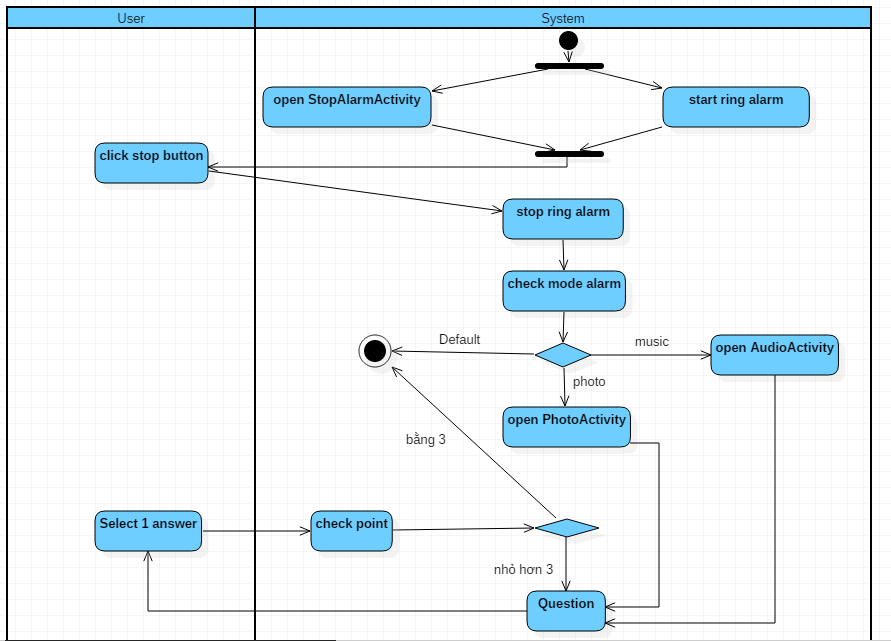 User
System
open StopAlarmActivity
start ring alarm
click stop button
stop ring alarm
check mode alarm
Default
music
open AudioActivity
photo
open PhotoActivity
bằng 3
Select 1 answer
check point
nhỏ hơn 3
Question